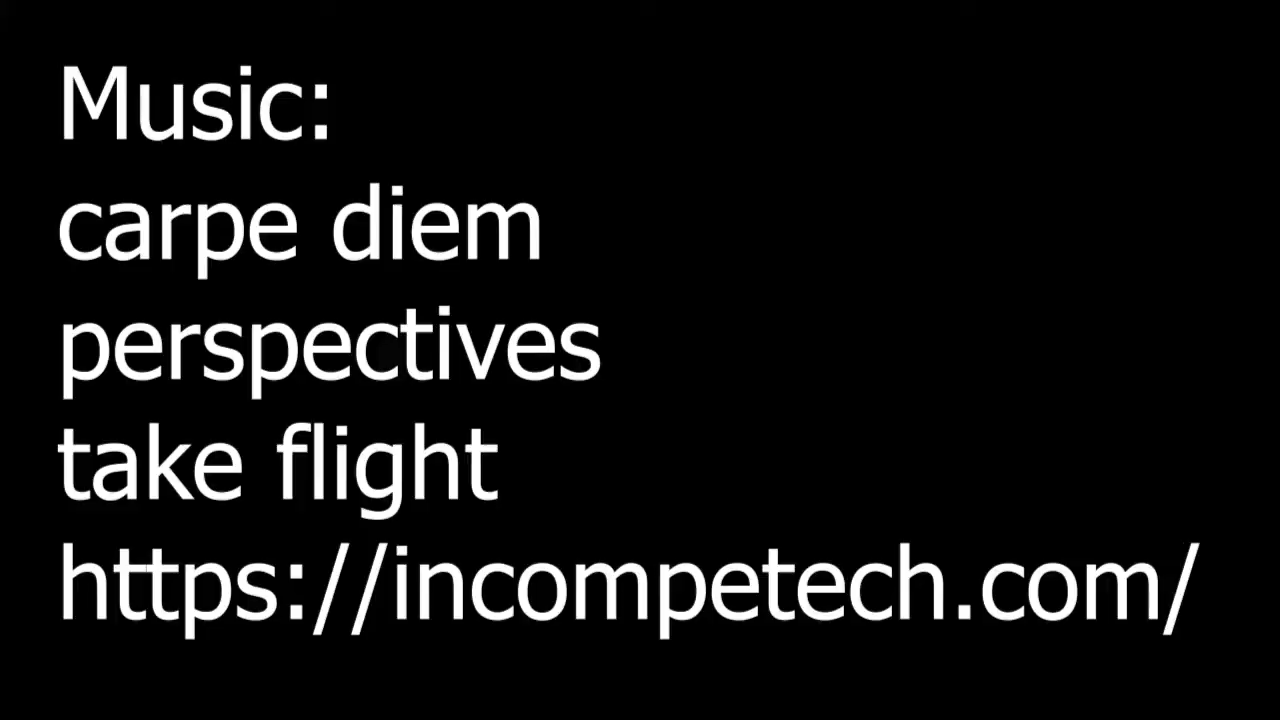 Music:
carpe diem
perspectives
take flight
https://incompetech.com/